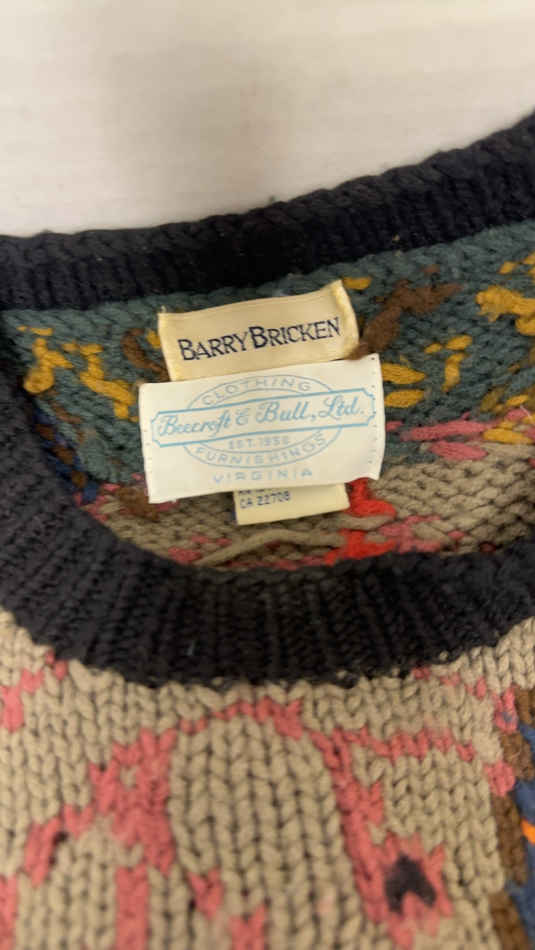 BARRY BRICKEN
CLOTHING
Beecroft & Bull, Ltd.
EST. 1958
FURNISHINGS
VIRGINIA
CA 22708